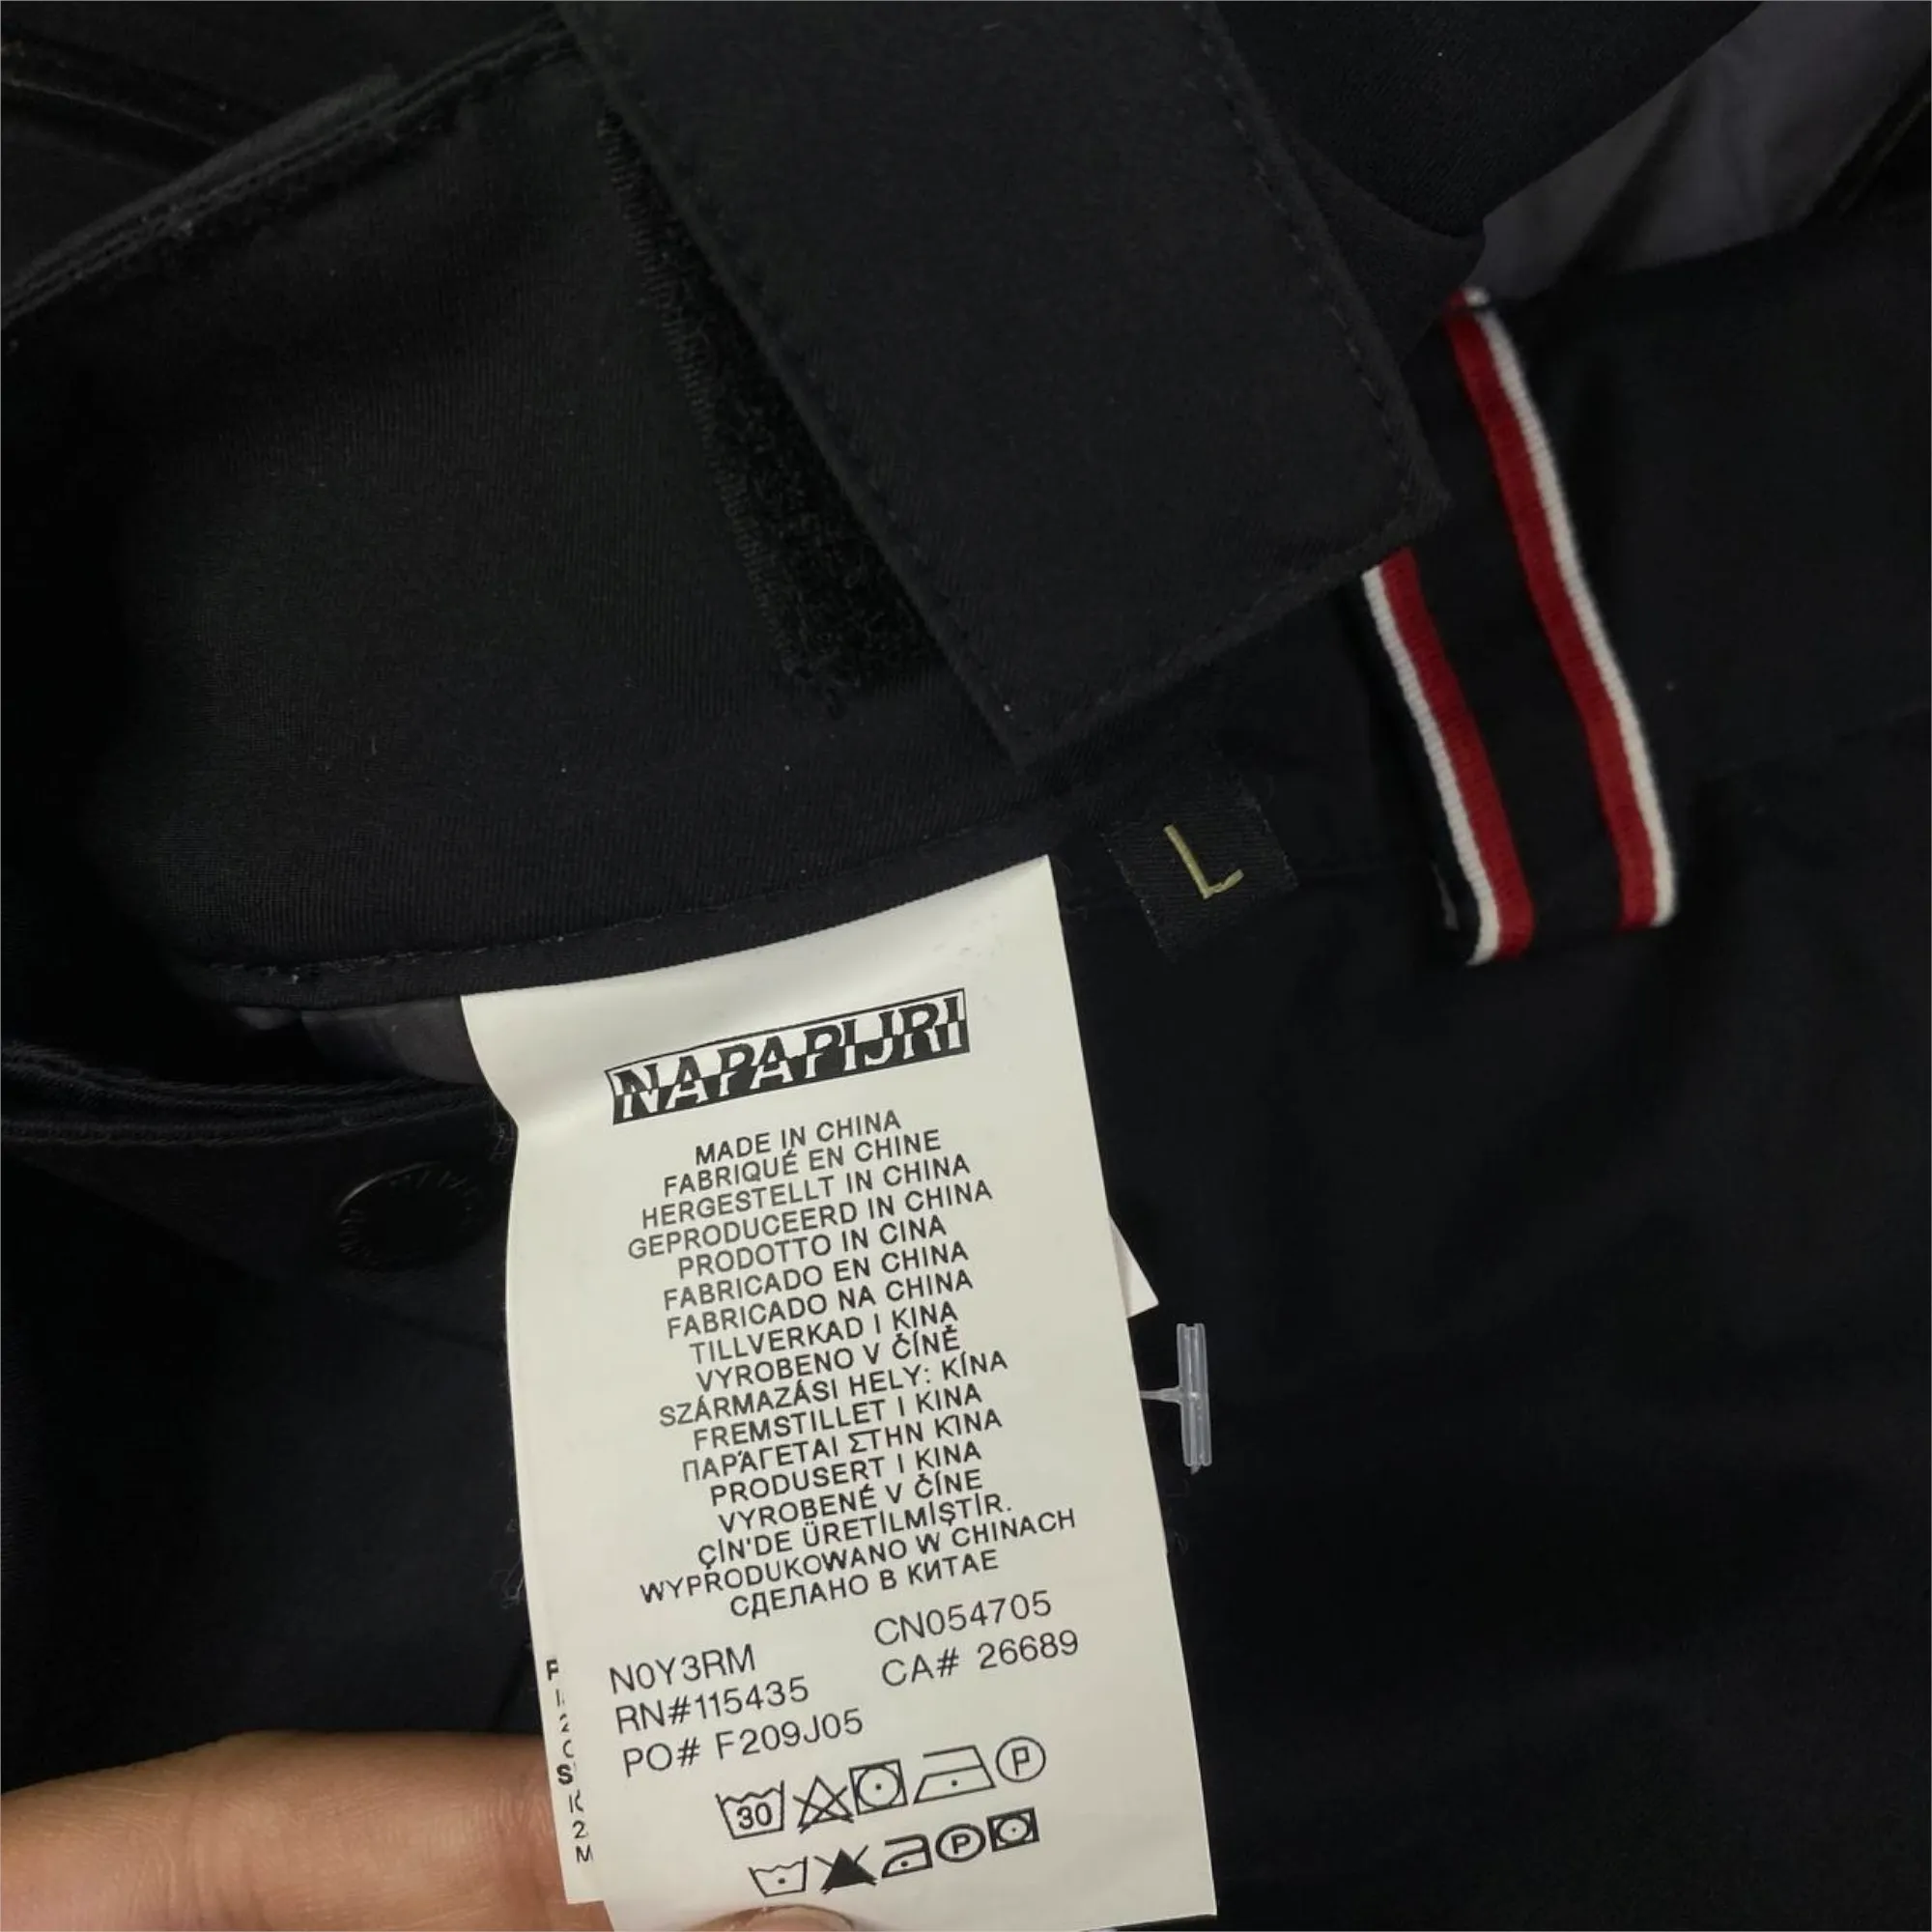 L
NAPAPIJRI
MADE IN CHINA
FABRIQUÉ EN CHINE
HERGESTELLT IN CHINA
GEPRODUCEERD IN CHINA
PRODOTTO IN CINA
FABRICADO EN CHINA
FABRICADO NA CHINA
TILLVERKAD I KINA
VYROBENO V ČÍNĚ
SZÁRMAZÁSI HELY: KÍNA
FREMSTILLET I KINA
ΠΑΡΆΓΕΤΑΙ ΣΤΗΝ ΚΊΝΑ
PRODUSERT I KINA
VYROBENÉ V ČÍNE
ÇİN'DE ÜRETİLMİŞTİR.
WYPRODUKOWANO W CHINACH
СДЕЛАНО В КИТАЕ
N0Y3RM CN054705
RN#115435 CA# 26689
PO# F209J05
30 P
P